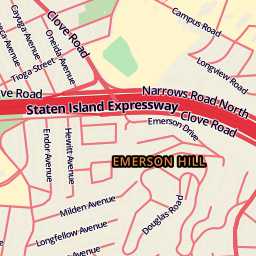 Cayuga Avenue
Oneida Avenue
Clove Road
Campus Road
Tioga Street
Longview Road
ve Road
Narrows Road North
Staten Island Expressway
Clove Road
Emerson Drive
Endor Avenue
Hewitt Avenue
EMERSON HILL
Milden Avenue
Douglas Road
Longfellow Avenue